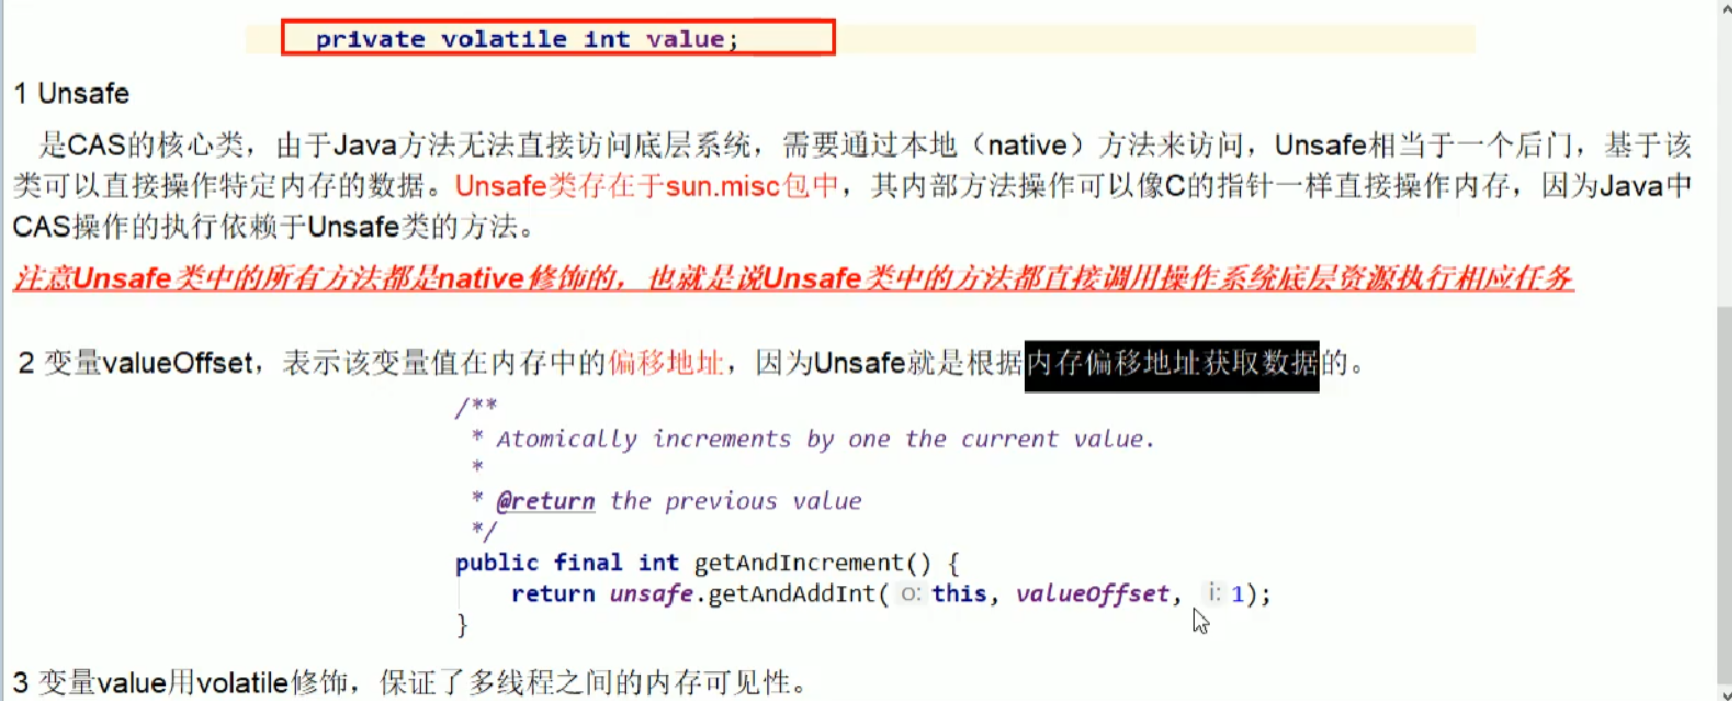 private volatile int value;
1 Unsafe
是CAS的核心类，由于Java方法无法直接访问底层系统，需要通过本地（native）方法来访问，Unsafe相当于一个后门，基于该
类可以直接操作特定内存的数据。Unsafe类存在于sun.misc包中，其内部方法操作可以像C的指针一样直接操作内存，因为Java中
CAS操作的执行依赖于Unsafe类的方法。
注意Unsafe类中的所有方法都是native修饰的，也就是说Unsafe类中的方法都直接调用操作系统底层资源执行相应任务
2 变量valueOffset，表示该变量值在内存中的偏移地址，因为Unsafe就是根据内存偏移地址获取数据的。
/**
* Atomically increments by one the current value.
*
* @return the previous value
*/
public final int getAndIncrement() {
return unsafe.getAndAddInt( o: this, valueOffset, i: 1);
}
3 变量value用volatile修饰，保证了多线程之间的内存可见性。